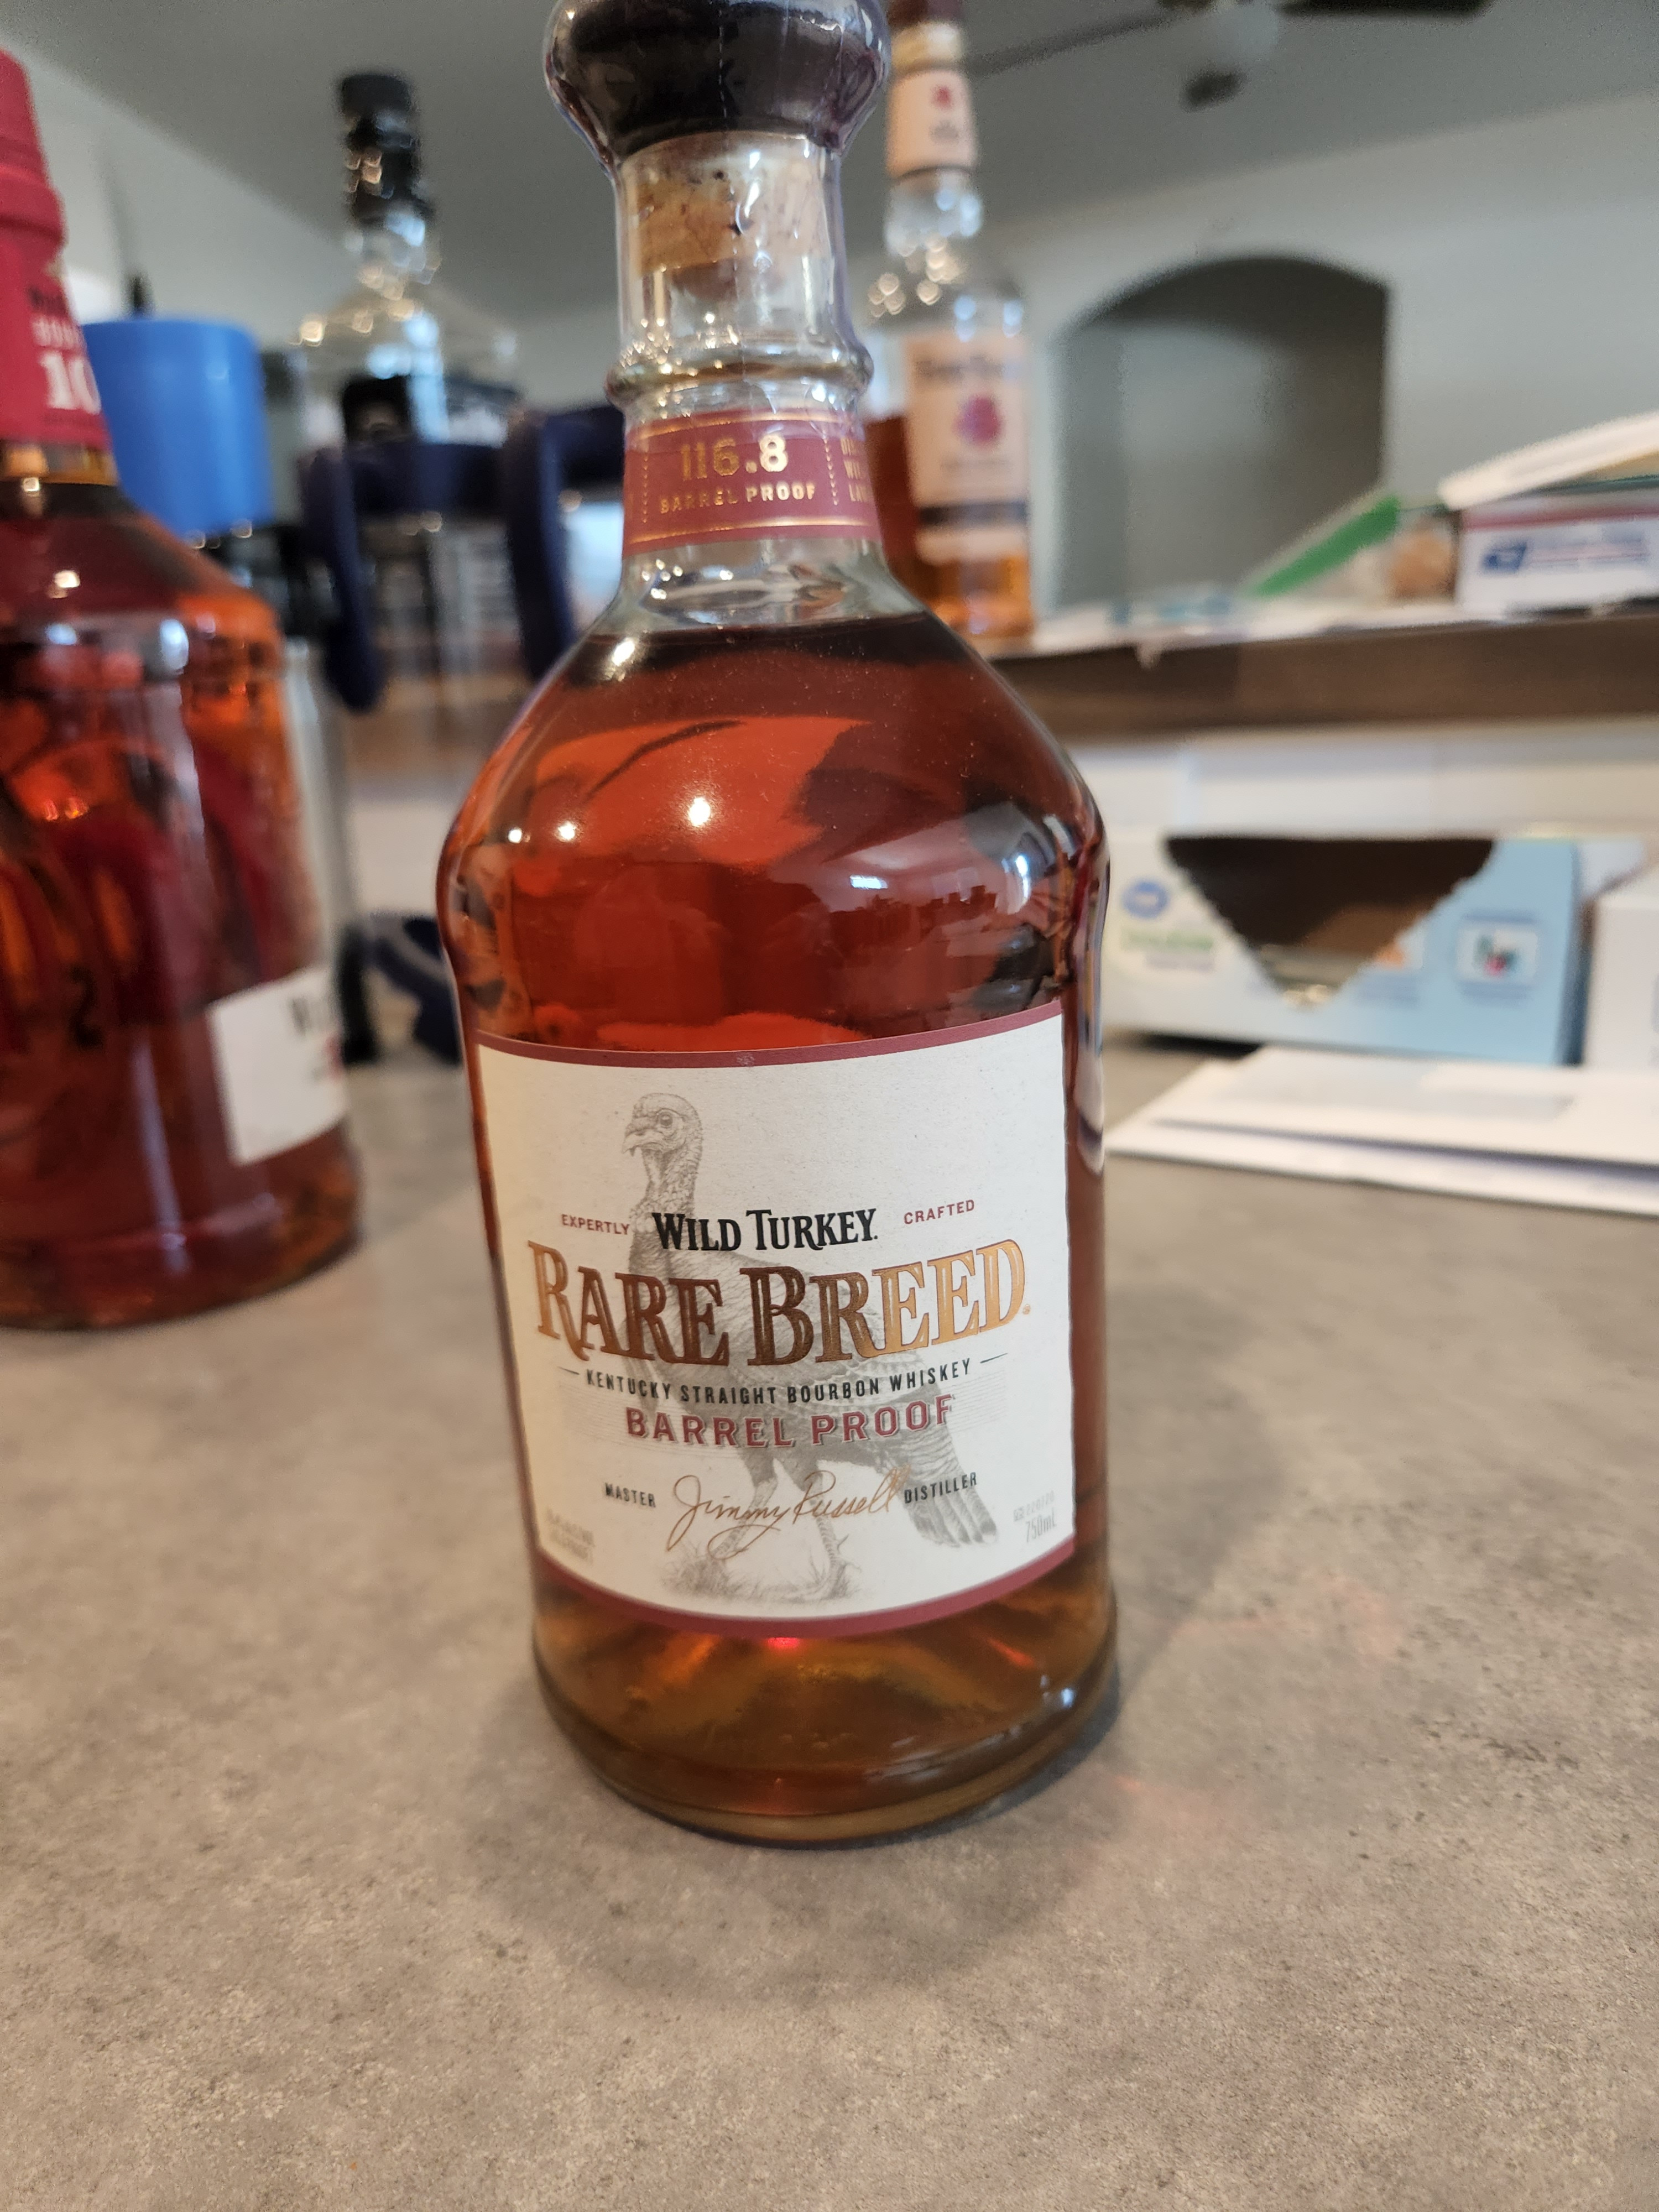 116.8
BARREL PROOF
10
EXPERTLY WILD TURKEY CRAFTED
RARE BREED
KENTUCKY STRAIGHT BOURBON WHISKEY
BARREL PROOF
MASTER Jimmy Russell DISTILLER
750mL